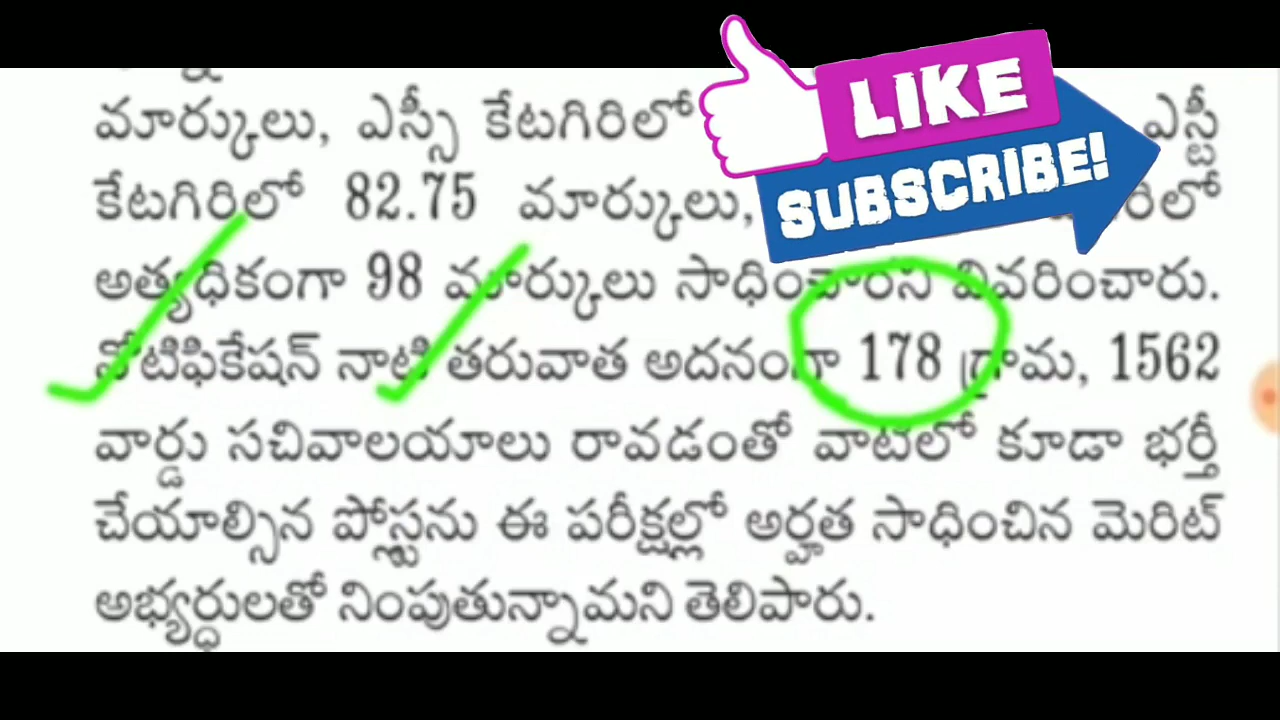 మార్కులు, ఎస్సీ కేటగిరిలో
LIKE
ఎస్టీ
కేటగిరిలో 82.75 మార్కులు,
SUBSCRIBE!
అత్యధికంగా 98 మార్కులు సాధించారని వివరించారు.
నోటిఫికేషన్ నాటి తరువాత అదనంగా 178 గ్రామ, 1562
వార్డు సచివాలయాలు రావడంతో వాటిలో కూడా భర్తీ
చేయాల్సిన పోస్ట్లను ఈ పరీక్షల్లో అర్హత సాధించిన మెరిట్
అభ్యర్ధులతో నింపుతున్నామని తెలిపారు.